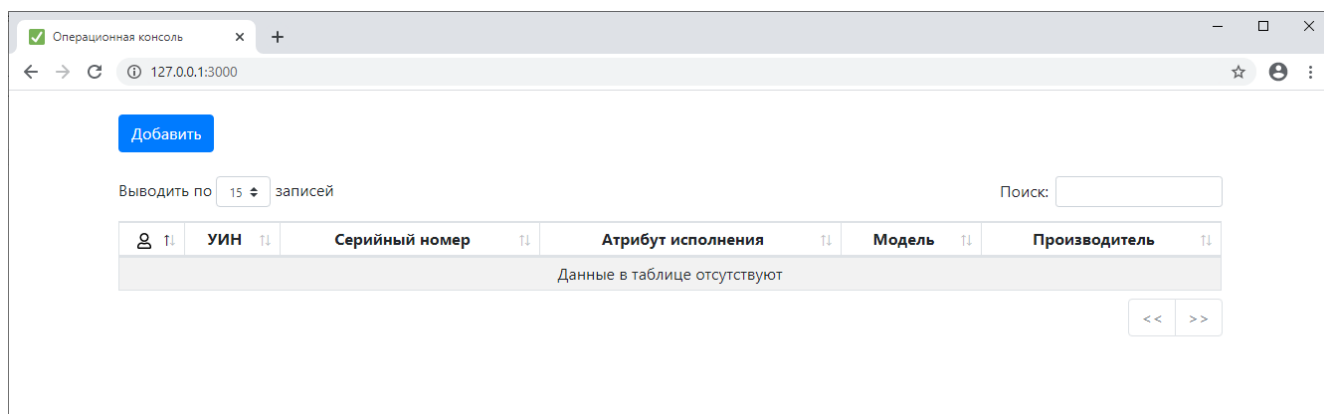 Операционная консоль
127.0.0.1:3000
Добавить
Выводить по 15 записей Поиск:
УИН Серийный номер Атрибут исполнения Модель Производитель
Данные в таблице отсутствуют
<< >>